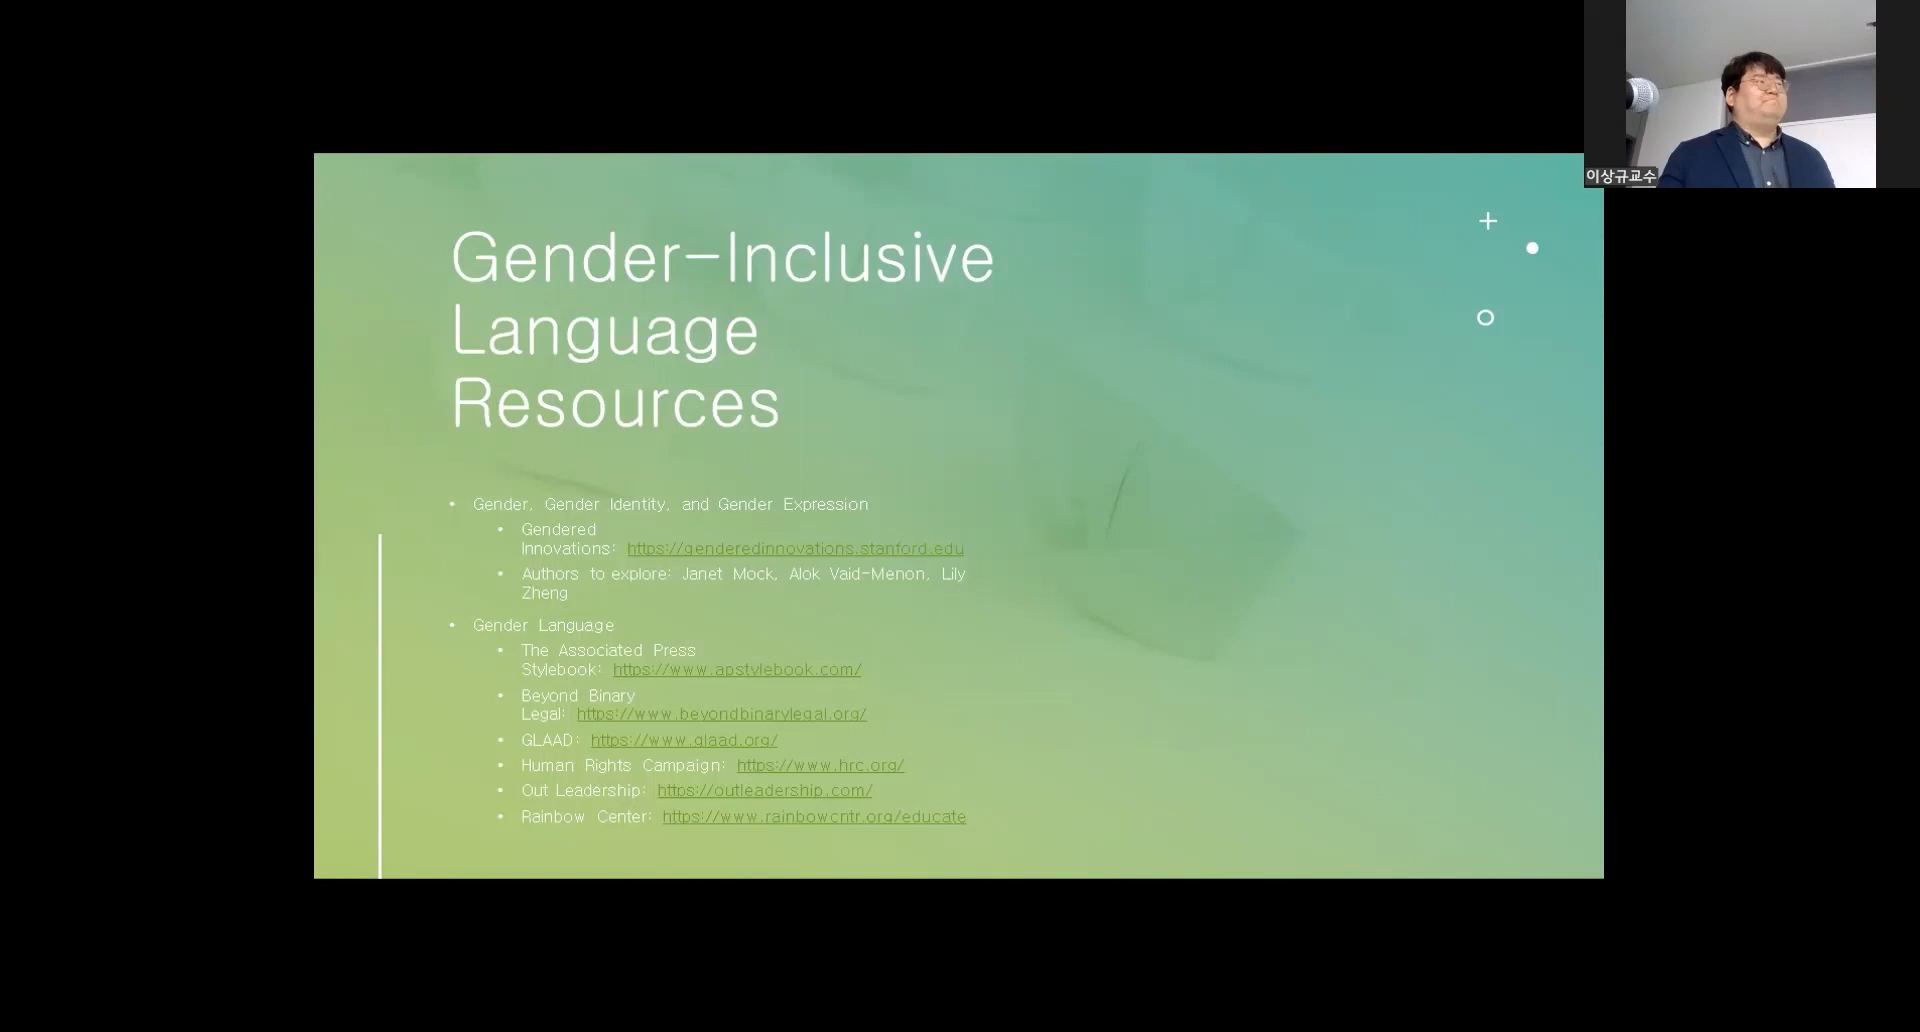 Gender-Inclusive
Language
Resources
• Gender, Gender Identity, and Gender Expression
• Gendered
Innovations: https://genderedinnovations.stanford.edu
• Authors to explore: Janet Mock, Alok Vaid-Menon, Lily
Zheng
• Gender Language
• The Associated Press
Stylebook: https://www.apstylebook.com/
• Beyond Binary
Legal: https://www.beyondbinarylegal.org/
• GLAAD: https://www.glaad.org/
• Human Rights Campaign: https://www.hrc.org/
• Out Leadership: https://outleadership.com/
• Rainbow Center: https://www.rainbowcntr.org/educate
이상규교수